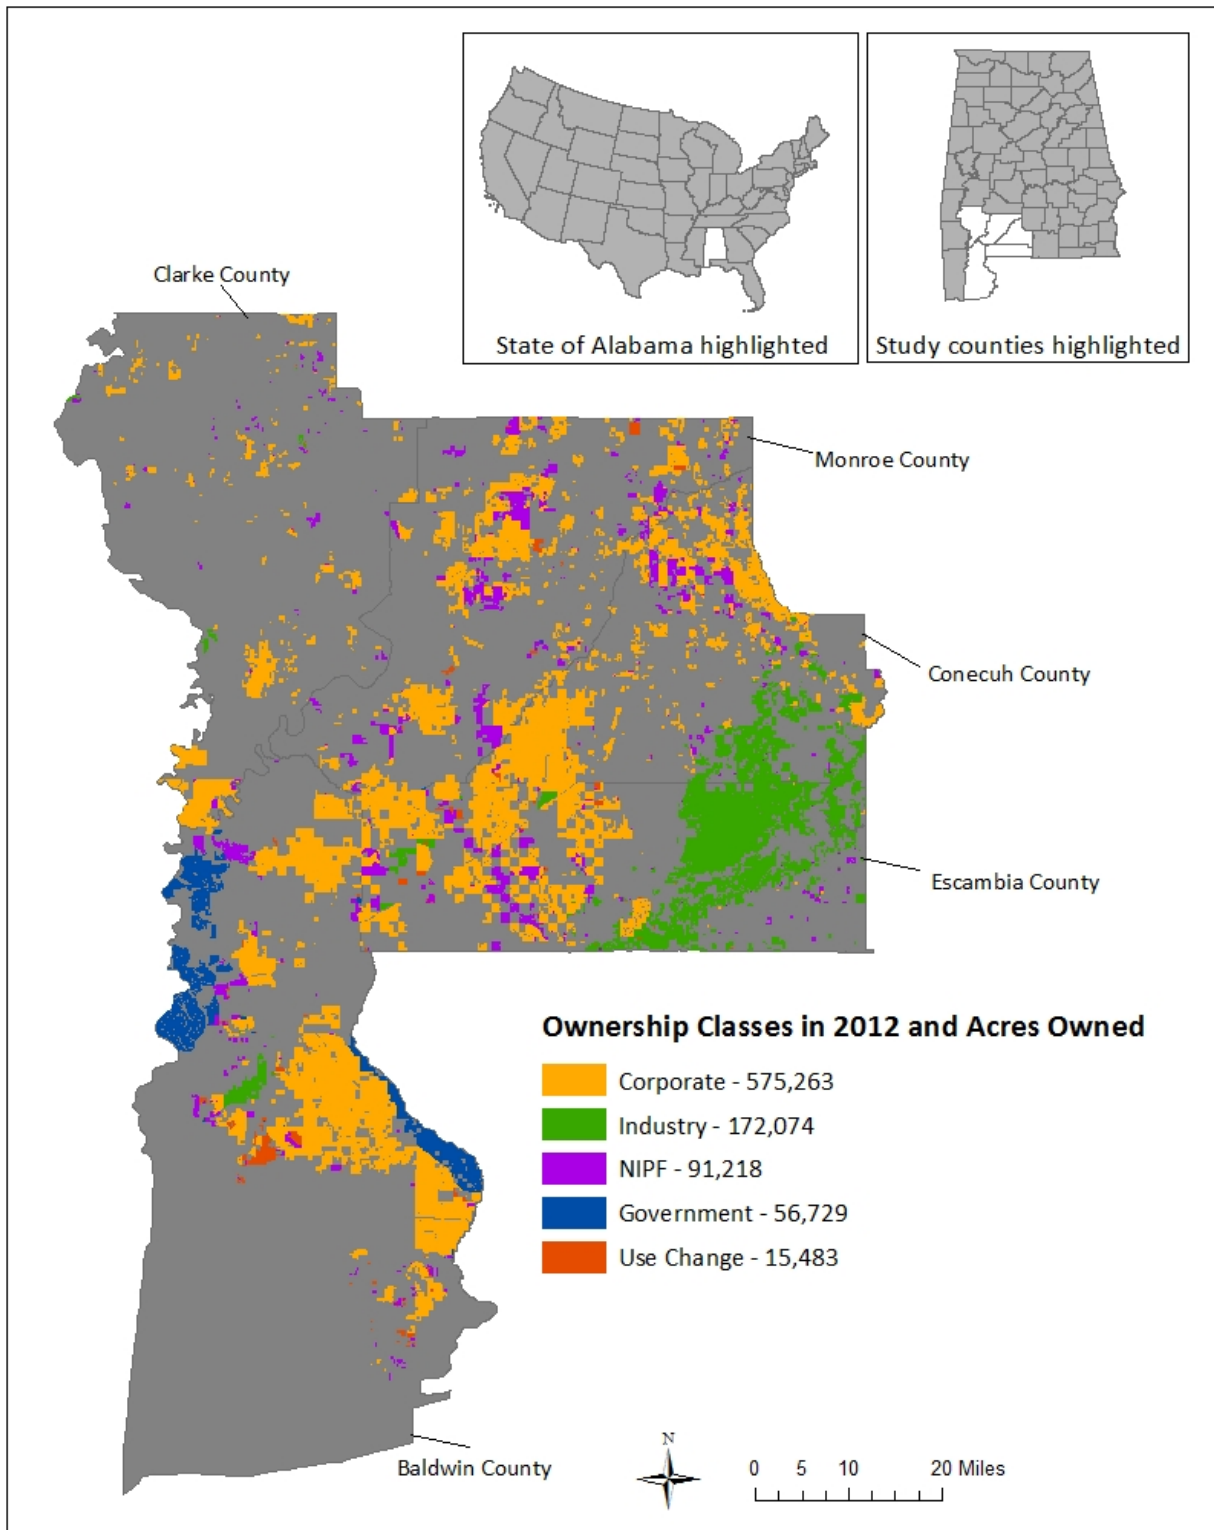 State of Alabama highlighted
Study counties highlighted
Clarke County
Monroe County
Conecuh County
Escambia County
Ownership Classes in 2012 and Acres Owned
Corporate - 575,263
Industry - 172,074
NIPF - 91,218
Government - 56,729
Use Change - 15,483
Baldwin County
N
0 5 10 20 Miles